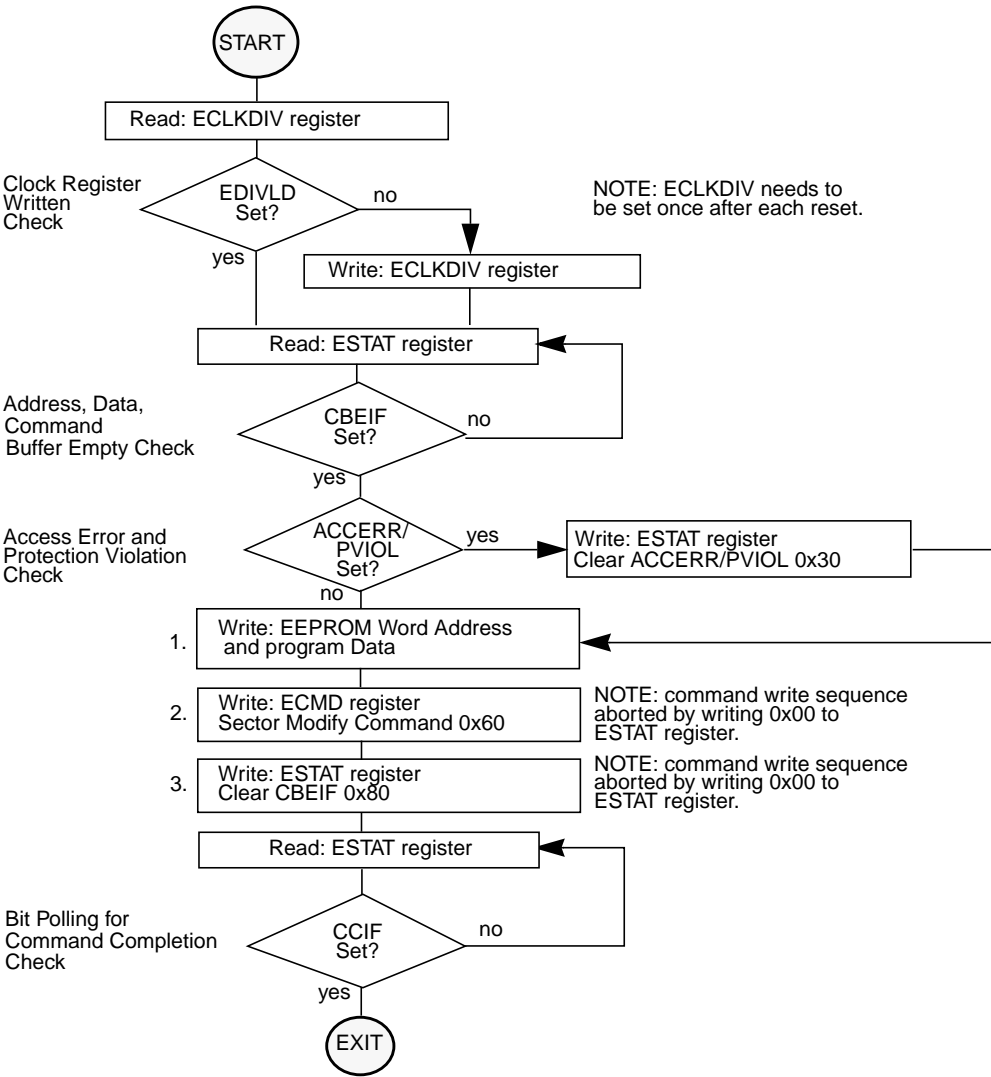 START
Read: ECLKDIV register
Clock Register
Written
Check
EDIVLD
Set?
no
yes
NOTE: ECLKDIV needs to
be set once after each reset.
Write: ECLKDIV register
Read: ESTAT register
Address, Data,
Command
Buffer Empty Check
CBEIF
Set?
no
yes
Access Error and
Protection Violation
Check
ACCERR/
PVIOL
Set?
yes
no
Write: ESTAT register
Clear ACCERR/PVIOL 0x30
1.
Write: EEPROM Word Address
and program Data
2.
Write: ECMD register
Sector Modify Command 0x60
NOTE: command write sequence
aborted by writing 0x00 to
ESTAT register.
3.
Write: ESTAT register
Clear CBEIF 0x80
NOTE: command write sequence
aborted by writing 0x00 to
ESTAT register.
Read: ESTAT register
Bit Polling for
Command Completion
Check
CCIF
Set?
no
yes
EXIT